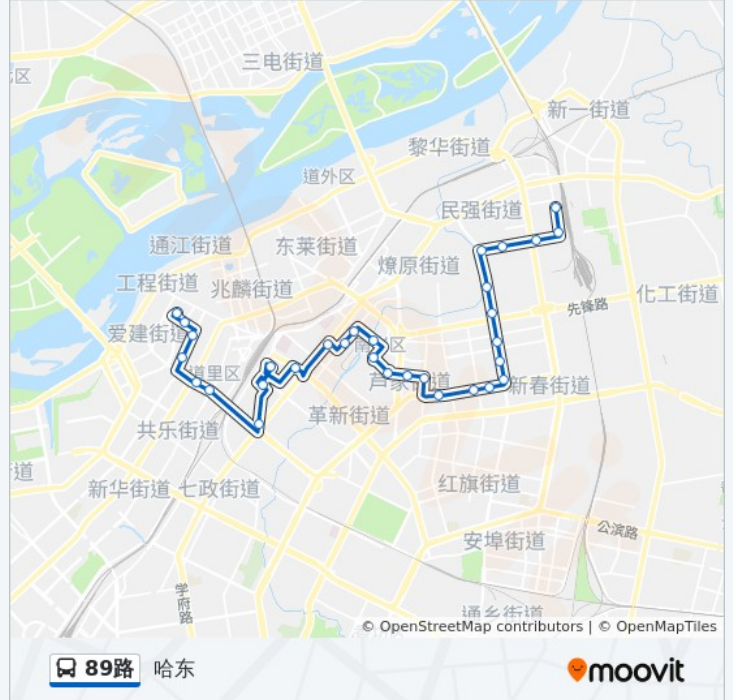 三电街道
区
新一街道
黎华街道
道外区
民强街道
通江街道
东莱街道
燎原街道
工程街道
兆麟街道
化工街道
先锋路
爱建街道
南岗区
道里区
芦家街道
新春街道
革新街道
共乐街道
街道
新华街道
七政街道
红旗街道
公滨路
安埠街道
学府路
通乡街道
© OpenStreetMap contributors | © OpenMapTiles
89路 哈东
moovit